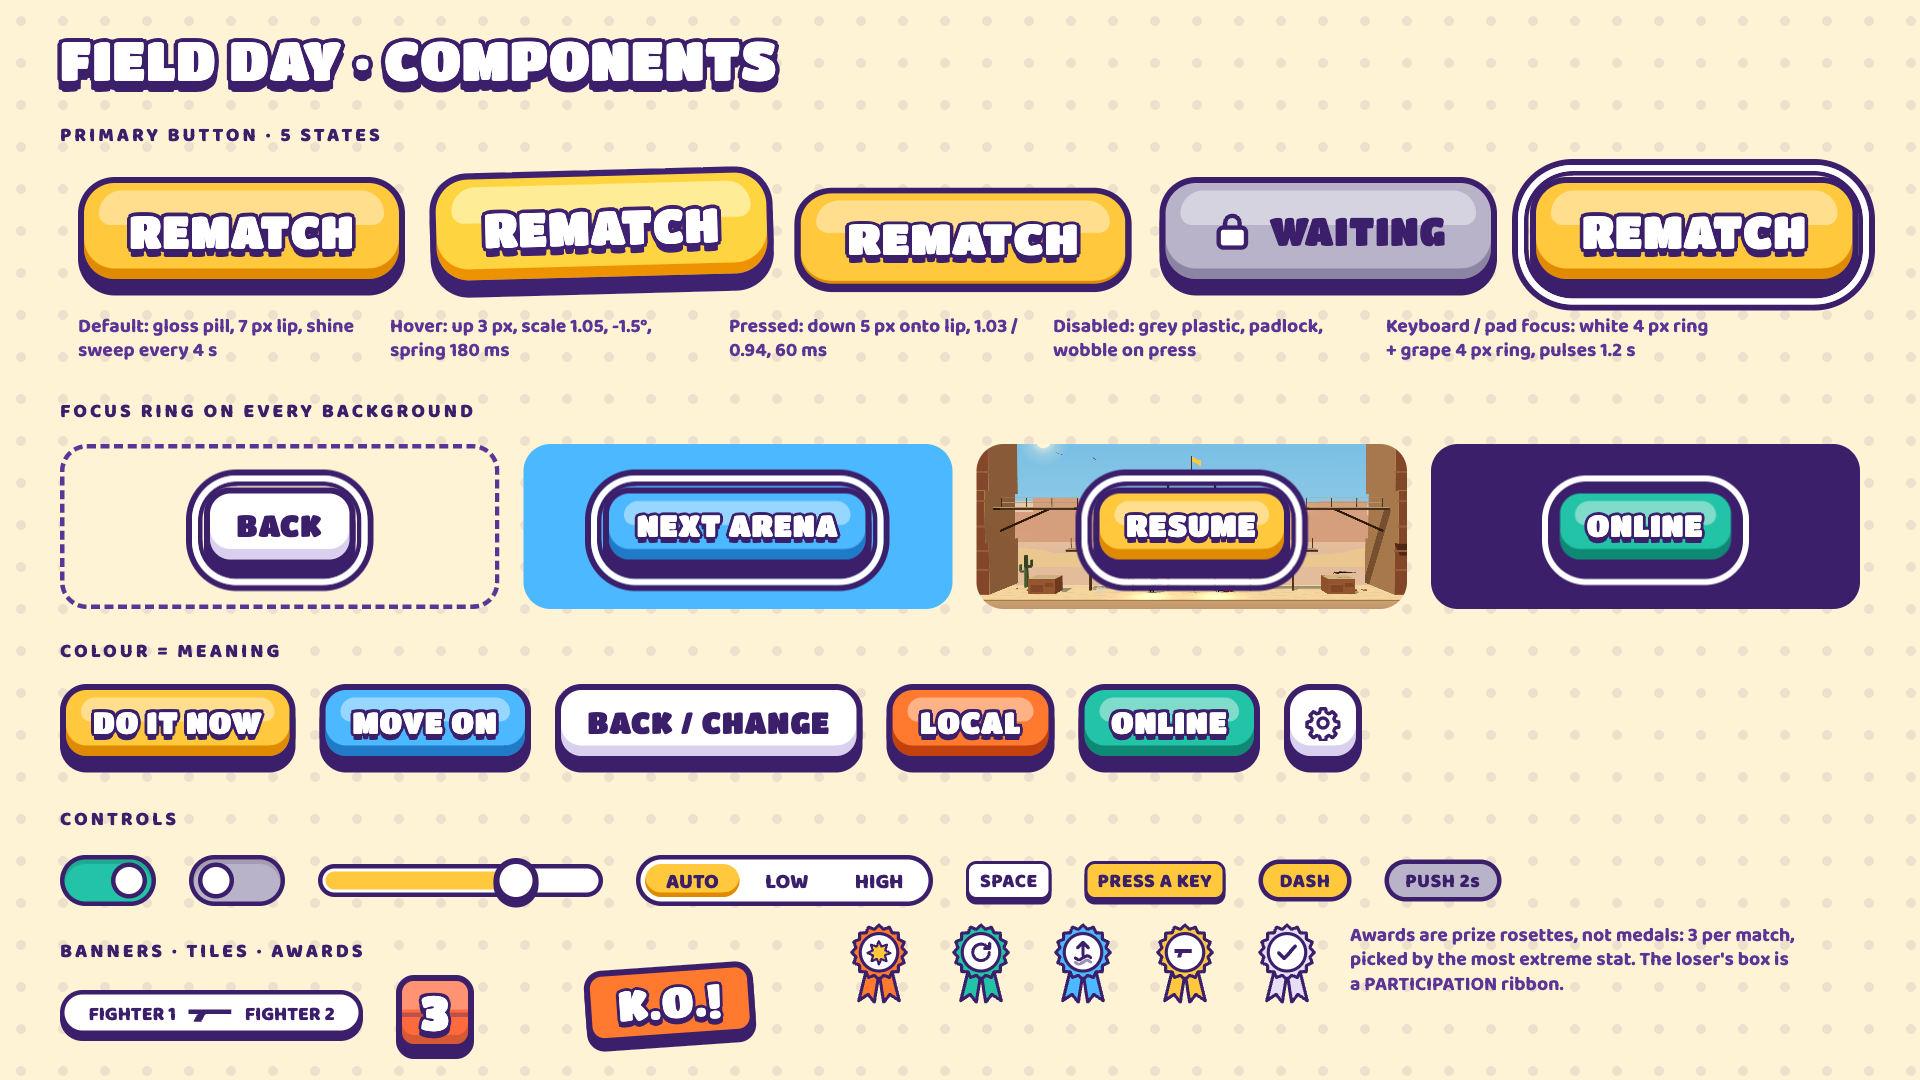 FIELD DAY · COMPONENTS
PRIMARY BUTTON · 5 STATES
REMATCH
REMATCH
REMATCH
WAITING
REMATCH
Default: gloss pill, 7 px lip, shine
sweep every 4 s
Hover: up 3 px, scale 1.05, -1.5°,
spring 180 ms
Pressed: down 5 px onto lip, 1.03 /
0.94, 60 ms
Disabled: grey plastic, padlock,
wobble on press
Keyboard / pad focus: white 4 px ring
+ grape 4 px ring, pulses 1.2 s
FOCUS RING ON EVERY BACKGROUND
BACK
NEXT ARENA
RESUME
ONLINE
COLOUR = MEANING
DO IT NOW
MOVE ON
BACK / CHANGE
LOCAL
ONLINE
CONTROLS
AUTO
LOW
HIGH
SPACE
PRESS A KEY
DASH
PUSH 2s
BANNERS · TILES · AWARDS
FIGHTER 1
FIGHTER 2
3
K.O.!
Awards are prize rosettes, not medals: 3 per match,
picked by the most extreme stat. The loser's box is
a PARTICIPATION ribbon.